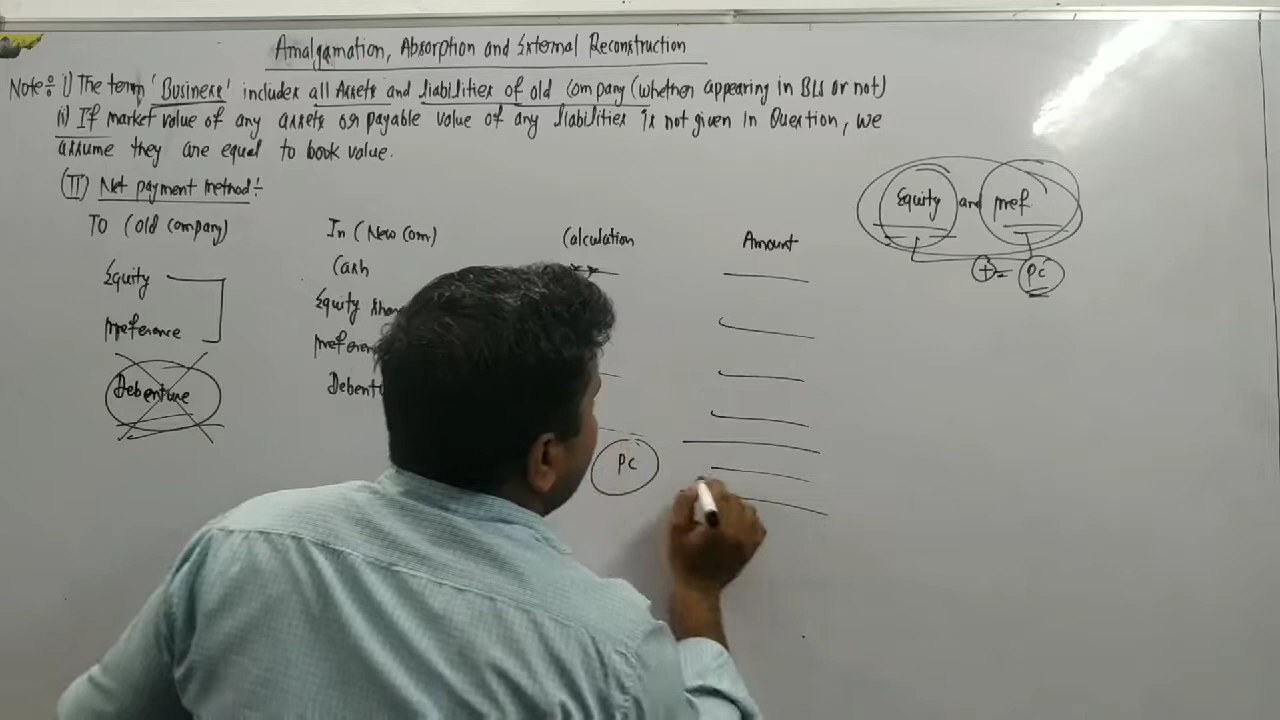 Amalgamation, Absorption and External Reconstruction
Note:- i) The term 'Business' includes all Assets and liabilities of old company (whether appearing in B/s or not)
ii) If market value of any assets or payable value of any liabilities is not given in Question, we
assume they are equal to book value.
(II) Net payment method:-
TO (old company) In (New com) Calculation Amount
Equity Cash
Preference Equity
Debenture
PC
Equity and pref
+ = PC